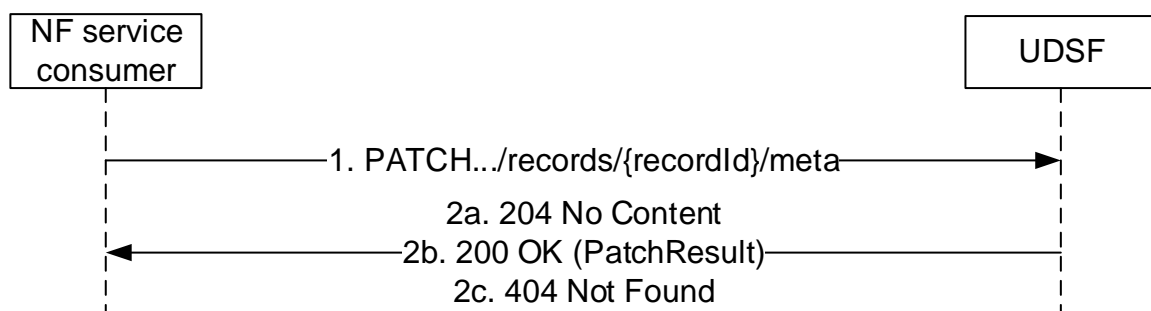 NF service
consumer
UDSF
1. PATCH.../records/{recordId}/meta
2a. 204 No Content
2b. 200 OK (PatchResult)
2c. 404 Not Found